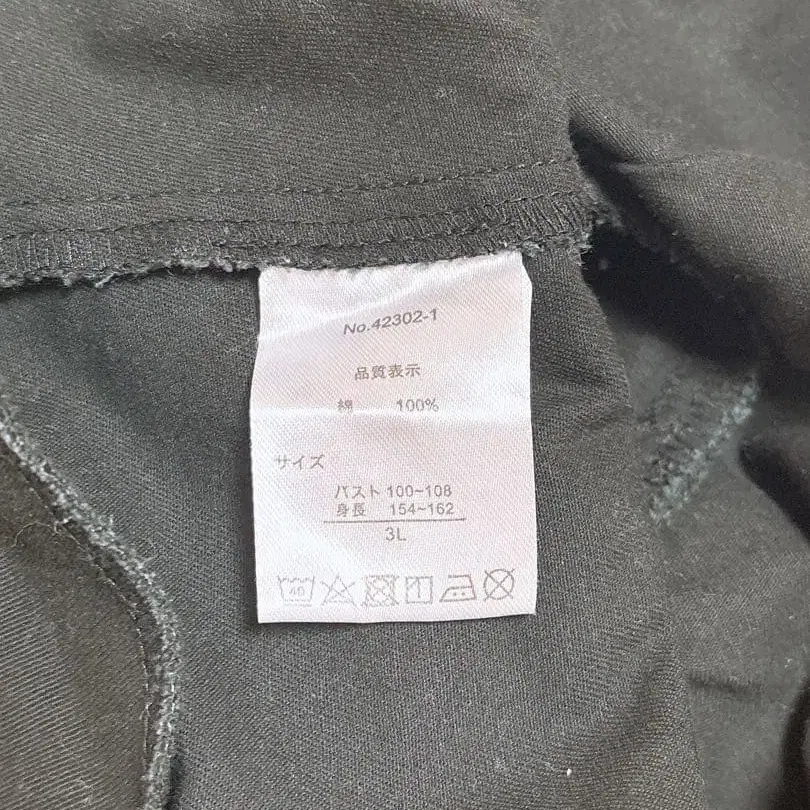 No.42302-1
品質表示
綿 100%
サイズ
バスト 100~108
身長 154~162
3L
40